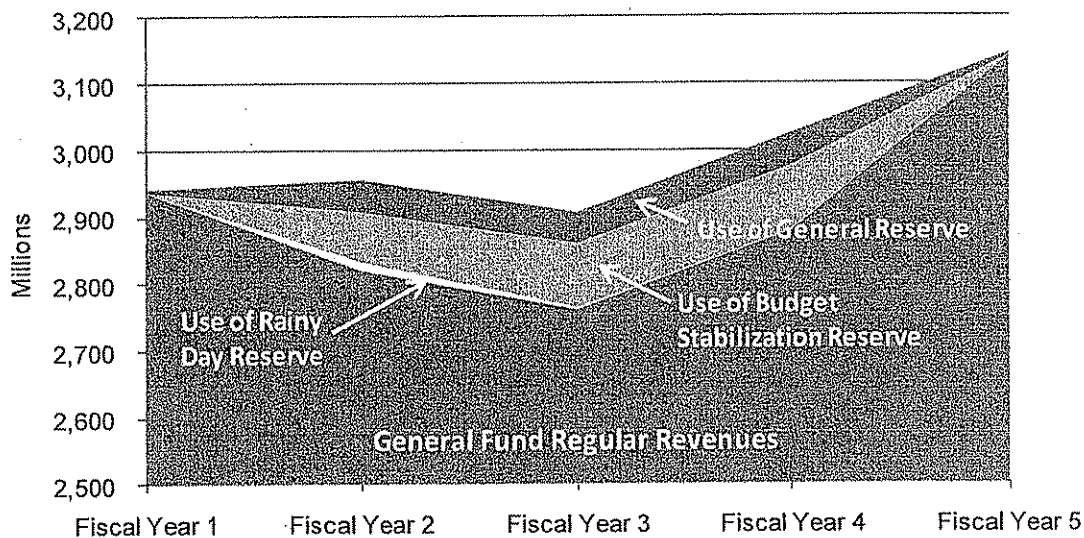 3,200
3,100
3,000
2,900
2,800
2,700
2,600
2,500
Millions
Use of General Reserve
Use of Budget
Stabilization Reserve
Use of Rainy
Day Reserve
General Fund Regular Revenues
Fiscal Year 1
Fiscal Year 2
Fiscal Year 3
Fiscal Year 4
Fiscal Year 5